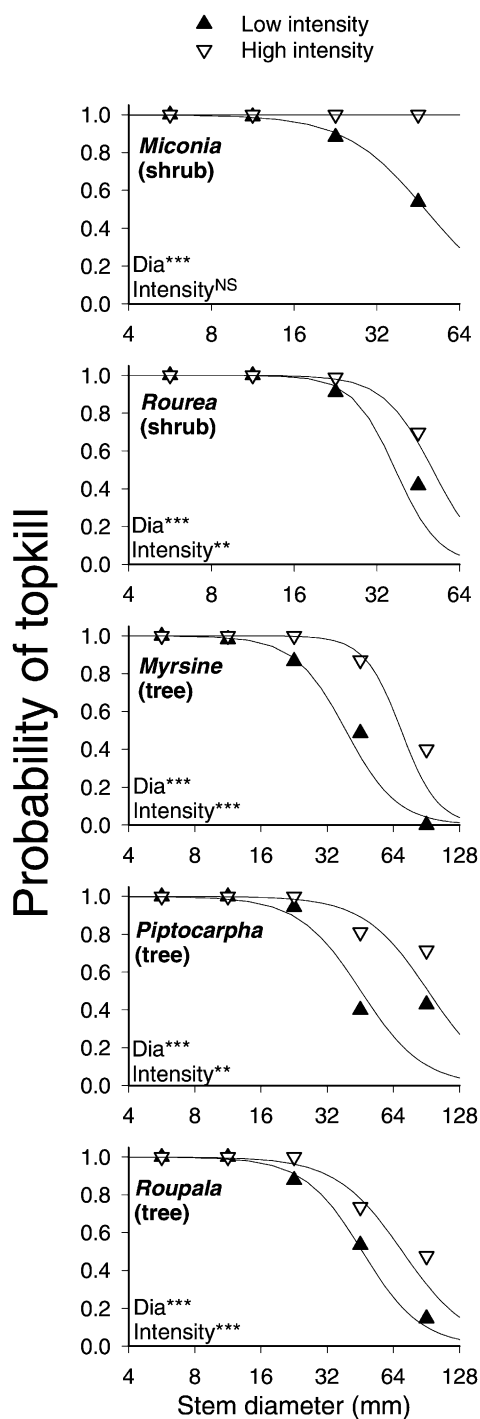 Low intensity
High intensity
Probability of topkill
1.0
0.8
0.6
0.4
0.2
0.0
Miconia
(shrub)
Dia***
Intensity^NS
4 8 16 32 64
1.0
0.8
0.6
0.4
0.2
0.0
Rourea
(shrub)
Dia***
Intensity**
4 8 16 32 64
1.0
0.8
0.6
0.4
0.2
0.0
Myrsine
(tree)
Dia***
Intensity***
4 8 16 32 64 128
1.0
0.8
0.6
0.4
0.2
0.0
Piptocarpha
(tree)
Dia***
Intensity**
4 8 16 32 64 128
1.0
0.8
0.6
0.4
0.2
0.0
Roupala
(tree)
Dia***
Intensity***
4 8 16 32 64 128
Stem diameter (mm)